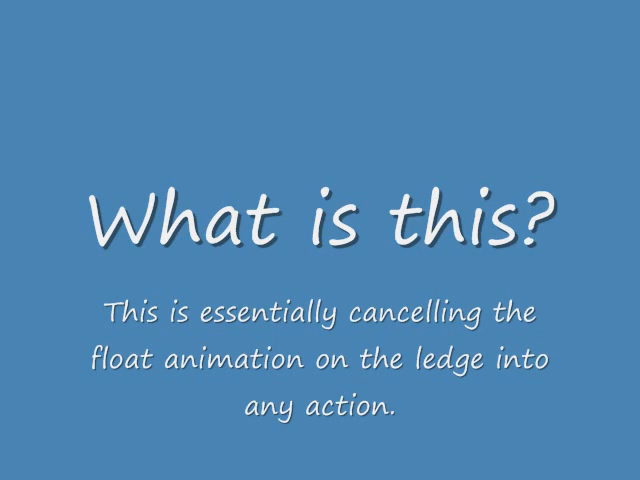 What is this?
This is essentially cancelling the
float animation on the ledge into
any action.